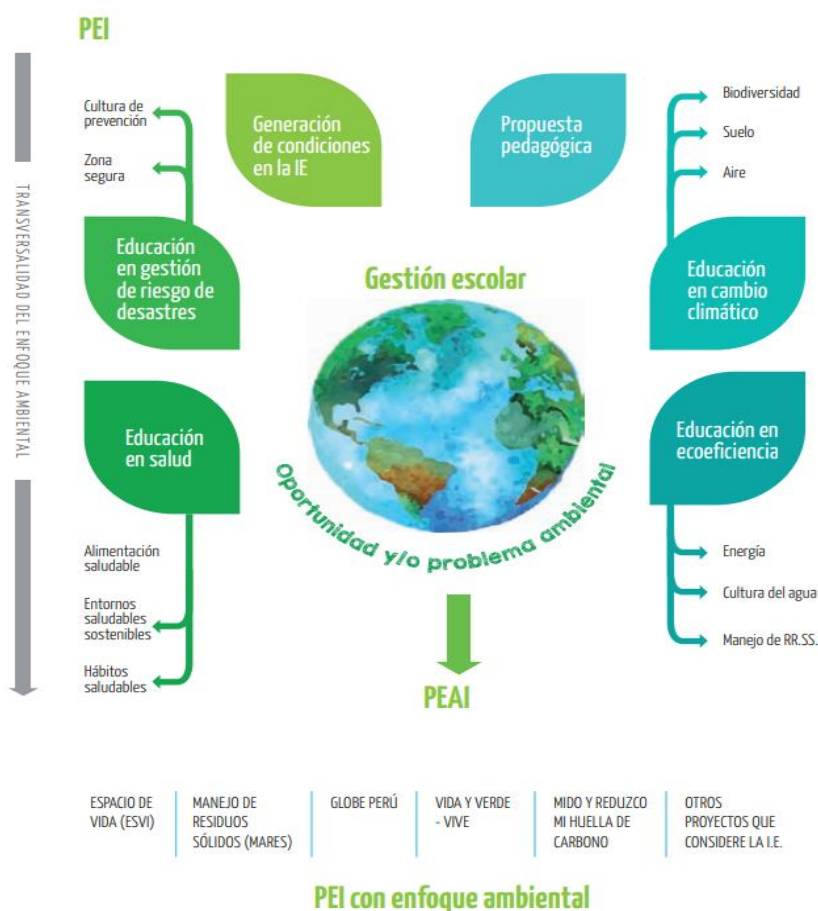 PEI
Cultura de
prevención
Zona
segura
Generación
de condiciones
en la IE
Propuesta
pedagógica
Biodiversidad
Suelo
Aire
TRANSVERSALIDAD DEL ENFOQUE AMBIENTAL
Educación
en gestión
de riesgo de
desastres
Gestión escolar
Educación
en cambio
climático
Educación
en salud
Educación en
ecoeficiencia
Oportunidad y/o problema ambiental
Alimentación
saludable
Entornos
saludables
sostenibles
Hábitos
saludables
Energía
Cultura del agua
Manejo de RR.SS.
PEAI
ESPACIO DE
VIDA (ESVI)
MANEJO DE
RESIDUOS
SÓLIDOS (MARES)
GLOBE PERÚ
VIDA Y VERDE
- VIVE
MIDO Y REDUZCO
MI HUELLA DE
CARBONO
OTROS
PROYECTOS QUE
CONSIDERE LA I.E.
PEI con enfoque ambiental